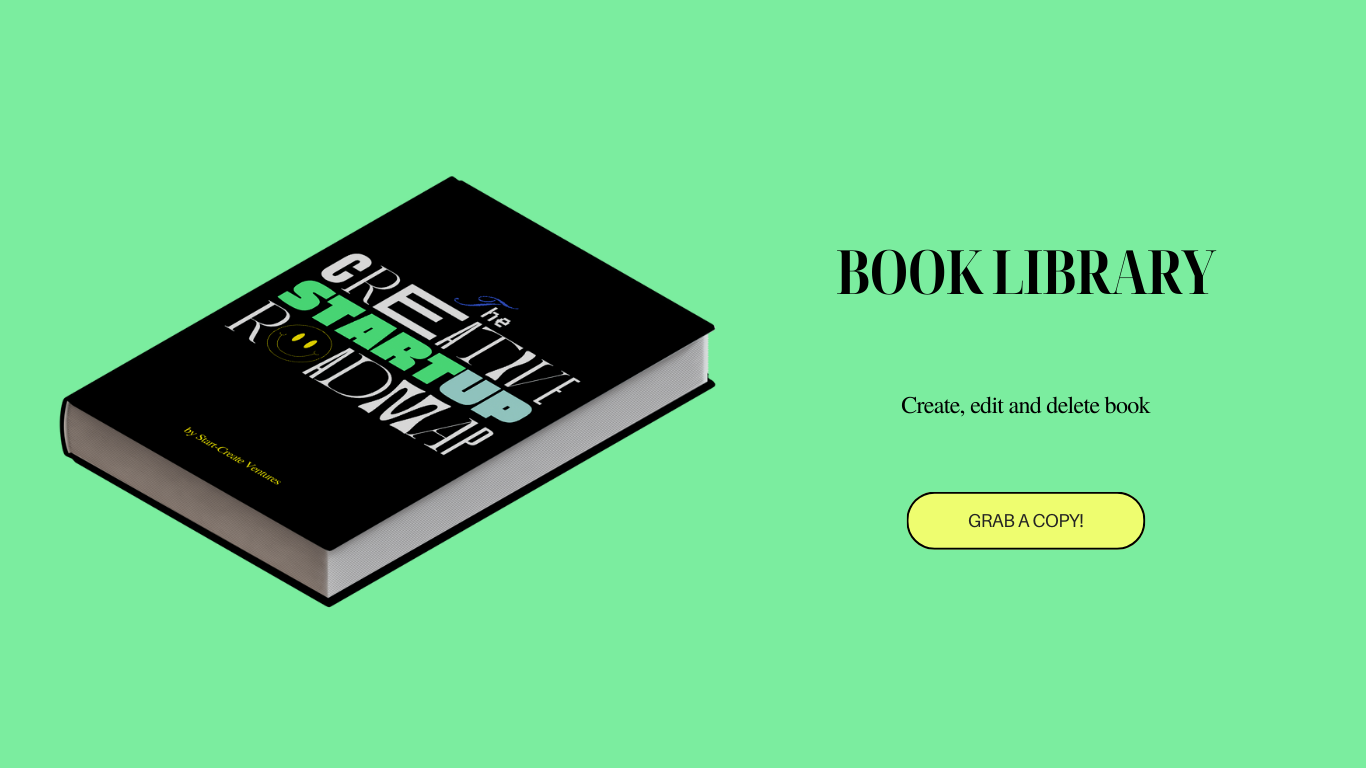 The
CREATIVE
STARTUP
ROADMAP
by Start-Create Ventures
BOOK LIBRARY
Create, edit and delete book
GRAB A COPY!